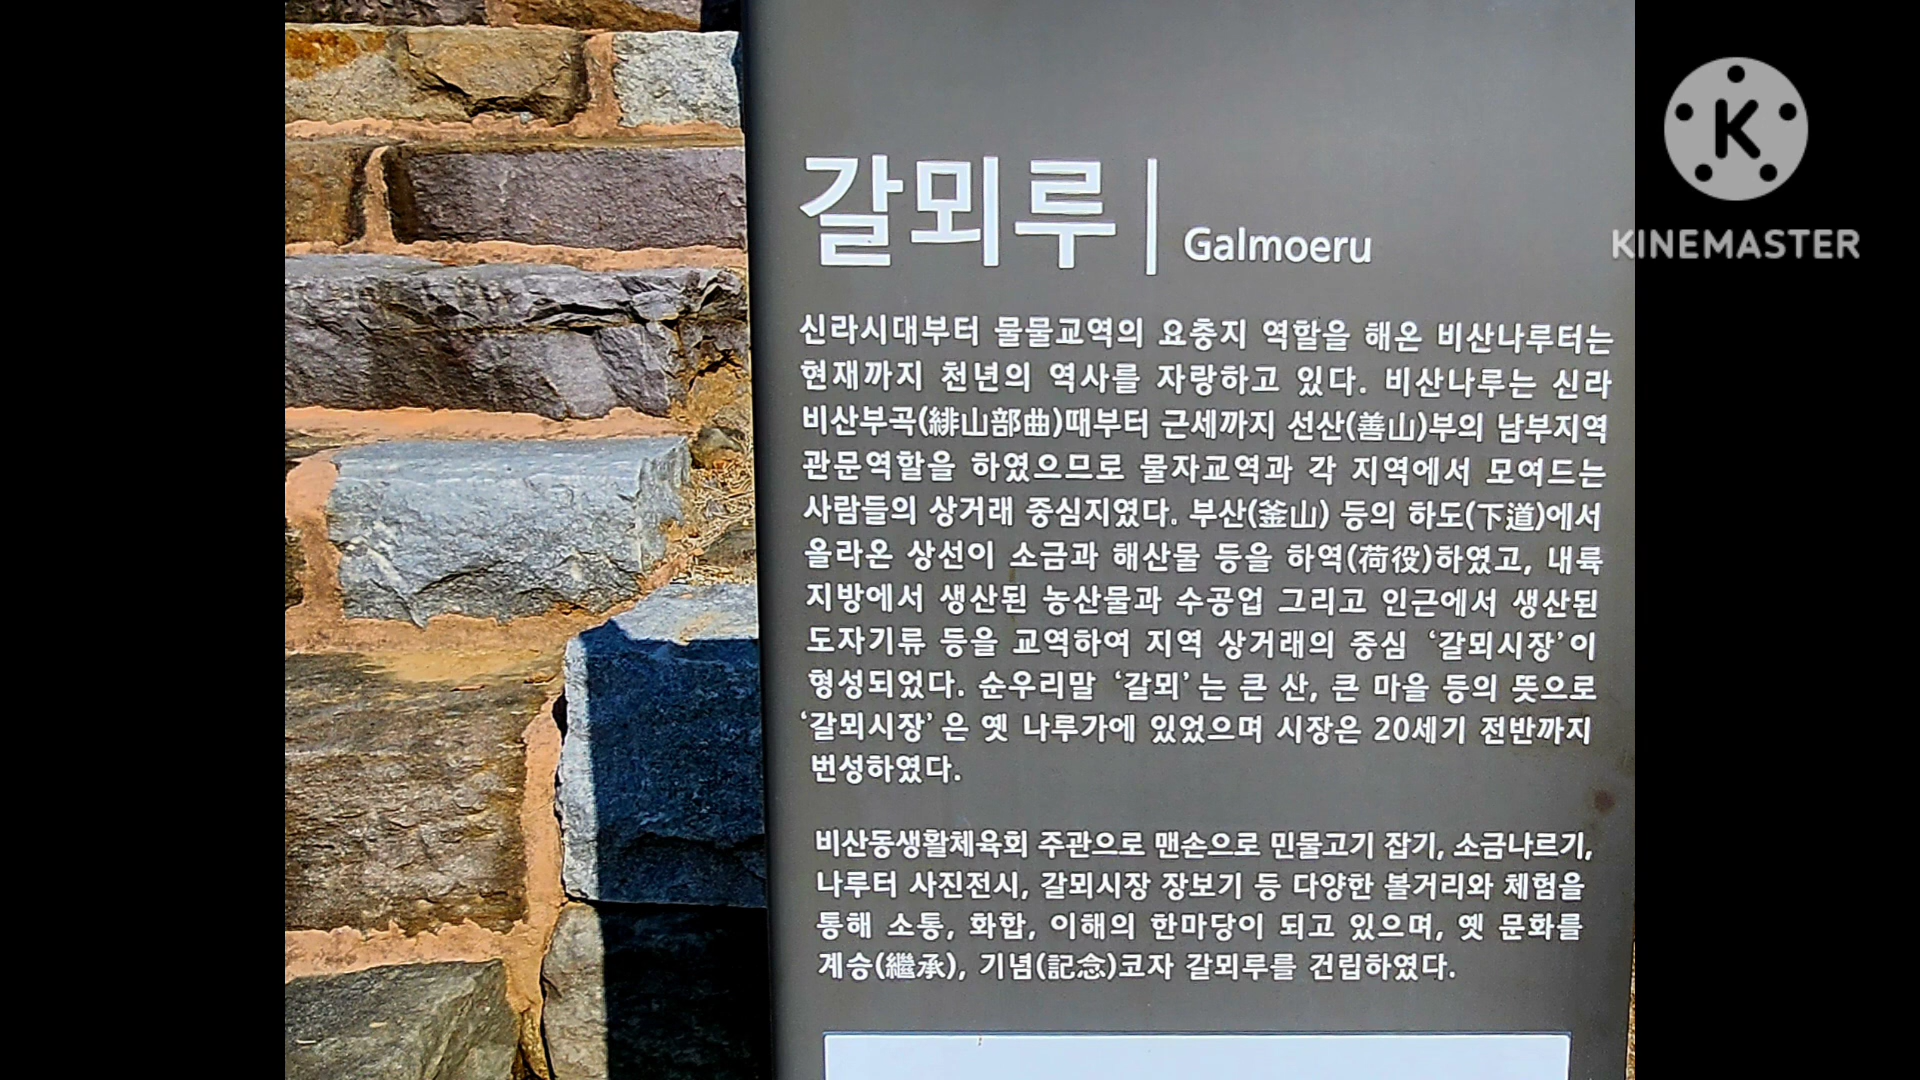 갈뫼루 | Galmoeru
신라시대부터 물물교역의 요충지 역할을 해온 비산나루터는
현재까지 천년의 역사를 자랑하고 있다. 비산나루는 신라
비산부곡(緋山部曲)때부터 근세까지 선산(善山)부의 남부지역
관문역할을 하였으므로 물자교역과 각 지역에서 모여드는
사람들의 상거래 중심지였다. 부산(釜山) 등의 하도(下道)에서
올라온 상선이 소금과 해산물 등을 하역(荷役)하였고, 내륙
지방에서 생산된 농산물과 수공업 그리고 인근에서 생산된
도자기류 등을 교역하여 지역 상거래의 중심 ‘갈뫼시장’이
형성되었다. 순우리말 ‘갈뫼’는 큰 산, 큰 마을 등의 뜻으로
‘갈뫼시장’은 옛 나루가에 있었으며 시장은 20세기 전반까지
번성하였다.
비산동생활체육회 주관으로 맨손으로 민물고기 잡기, 소금나르기,
나루터 사진전시, 갈뫼시장 장보기 등 다양한 볼거리와 체험을
통해 소통, 화합, 이해의 한마당이 되고 있으며, 옛 문화를
계승(繼承), 기념(記念)코자 갈뫼루를 건립하였다.
K
KINEMASTER